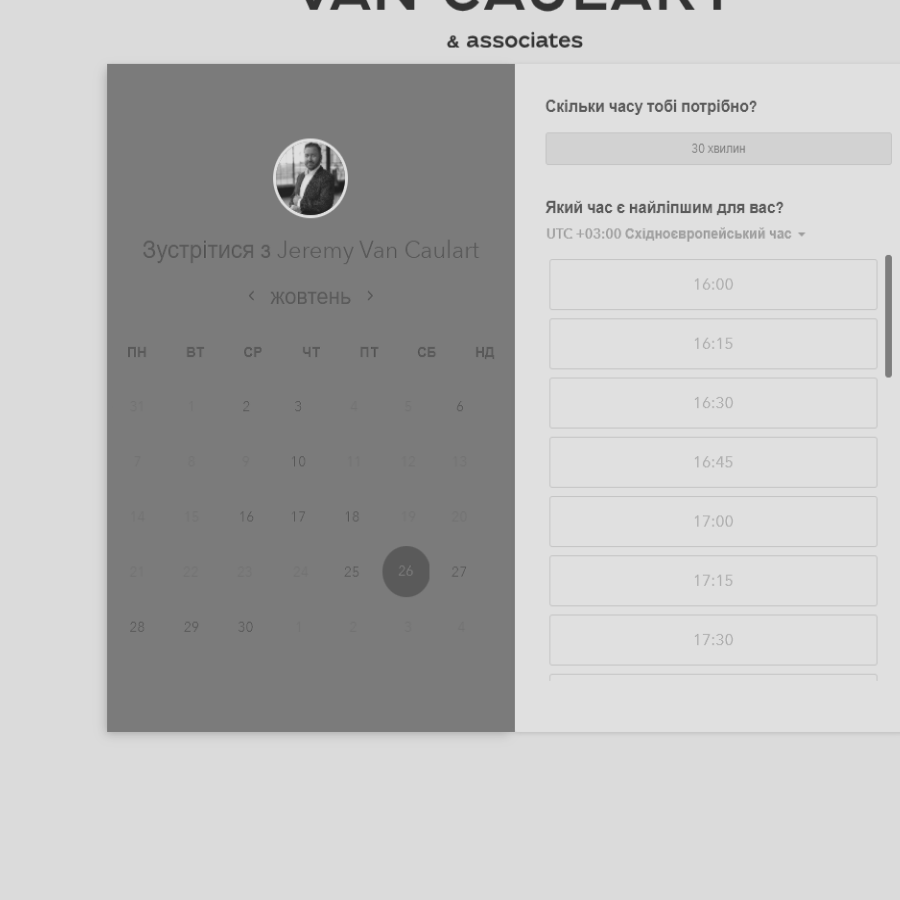 VAN CAULART
& associates
Зустрітися з Jeremy Van Caulart
жовтень
ПН ВТ СР ЧТ ПТ СБ НД
31 1 2 3 4 5 6
7 8 9 10 11 12 13
14 15 16 17 18 19 20
21 22 23 24 25 26 27
28 29 30 1 2 3 4
Скільки часу тобі потрібно?
30 хвилин
Який час є найліпшим для вас?
UTC +03:00 Східноєвропейський час
16:00
16:15
16:30
16:45
17:00
17:15
17:30